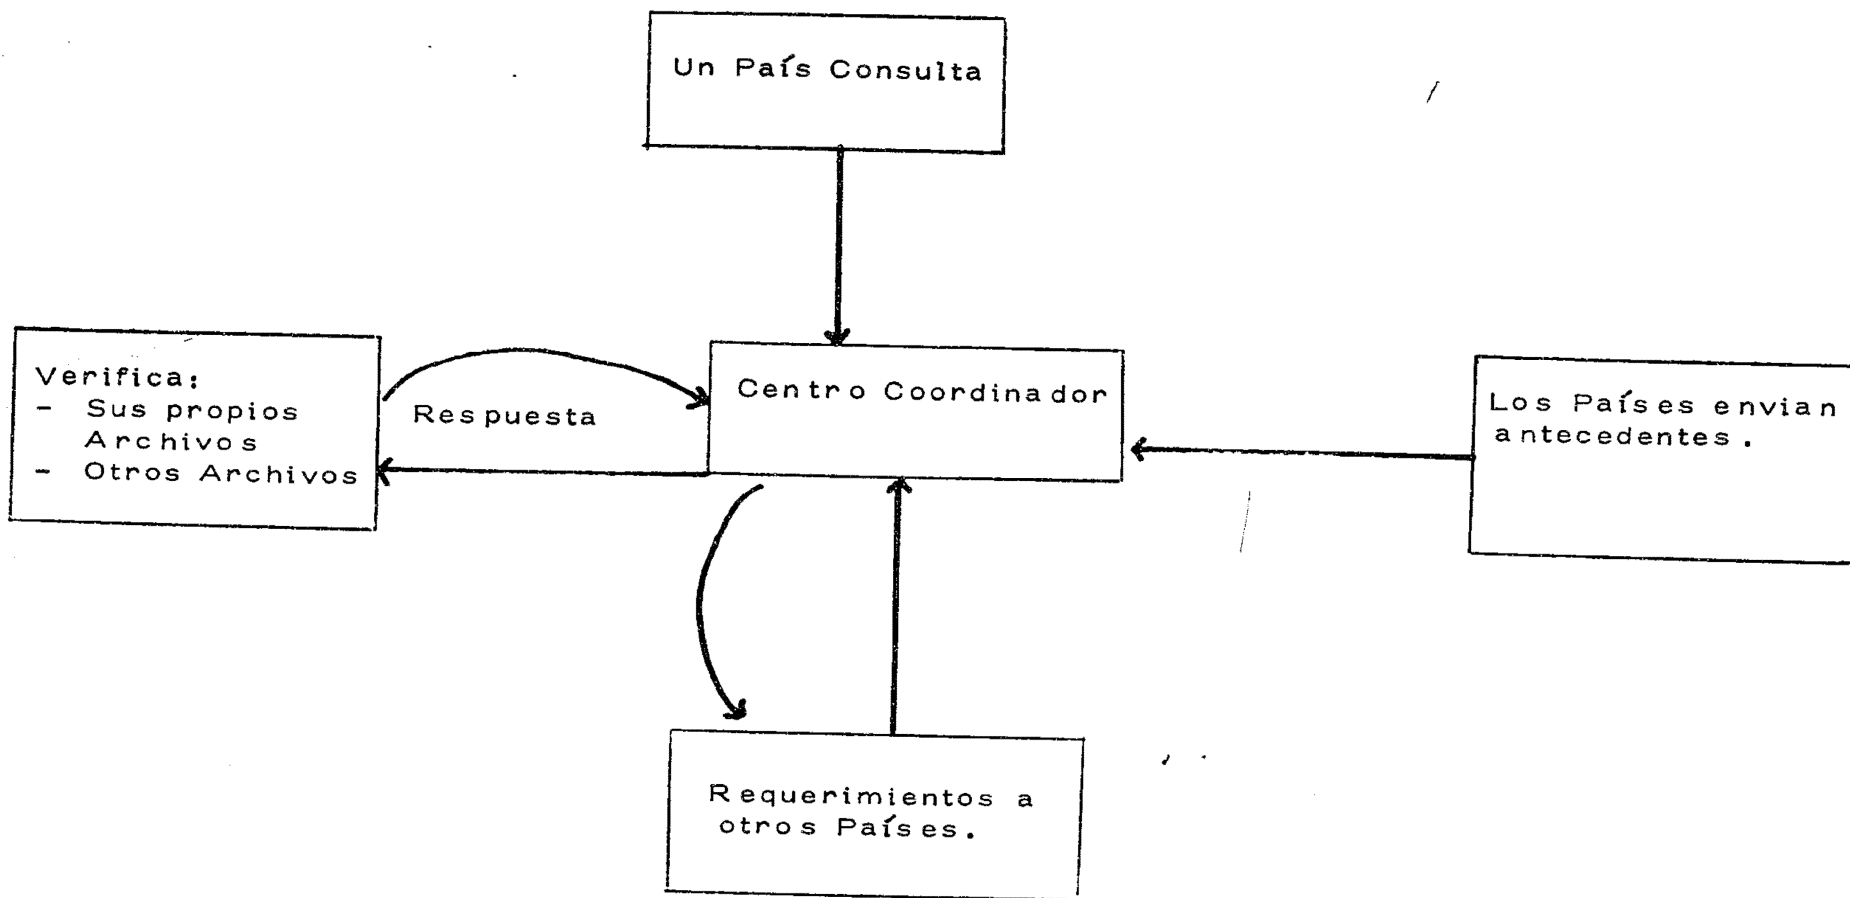 Un País Consulta
Verifica:
- Sus propios
Archivos
- Otros Archivos
Respuesta
Centro Coordinador
Los Países envian
antecedentes.
Requerimientos a
otros Países.